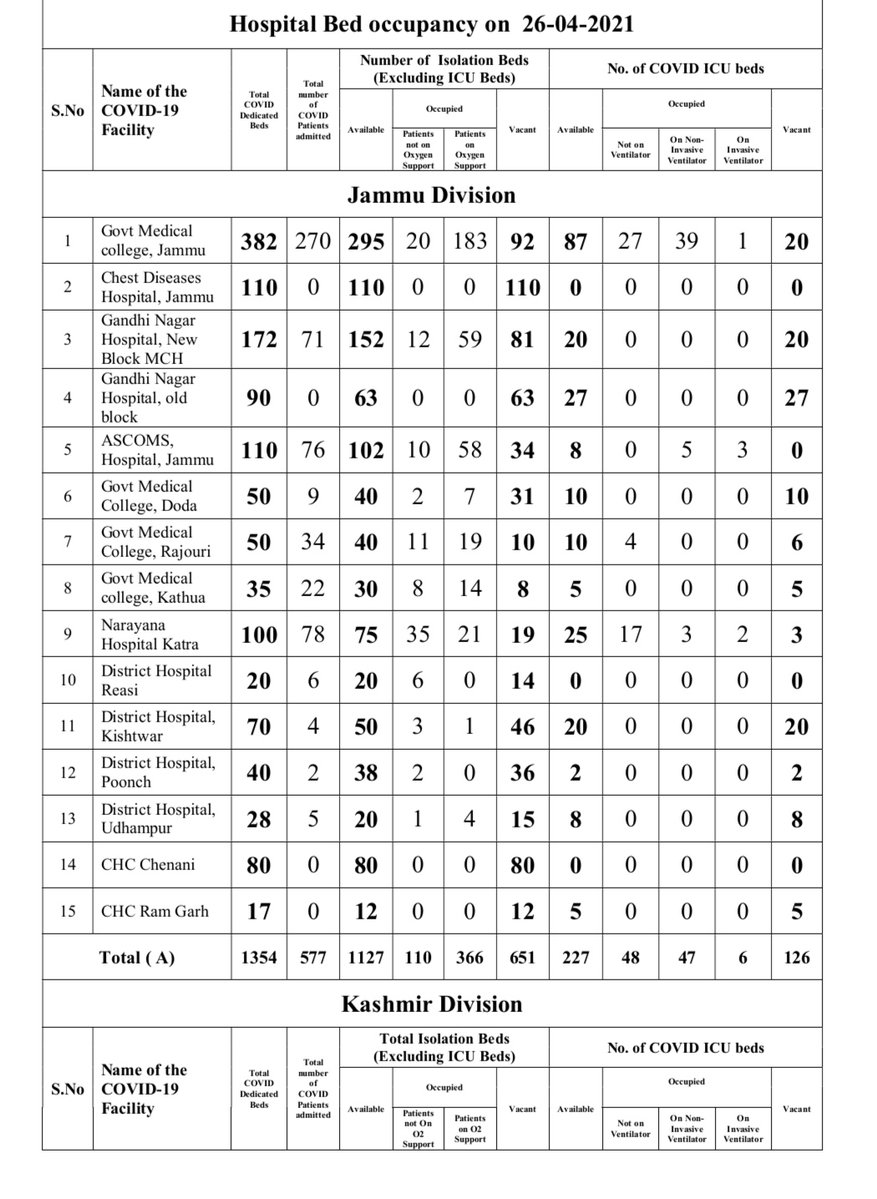 Hospital Bed occupancy on 26-04-2021
S.No | Name of the COVID-19 Facility | Total COVID Dedicated Beds | Total number of COVID Patients admitted | Number of Isolation Beds (Excluding ICU Beds) | No. of COVID ICU beds
Available | Occupied | Vacant | Available | Occupied | Vacant
Patients not on Oxygen Support | Patients on Oxygen Support | Not on Ventilator | On Non-Invasive Ventilator | On Invasive Ventilator
Jammu Division
1 | Govt Medical college, Jammu | 382 | 270 | 295 | 20 | 183 | 92 | 87 | 27 | 39 | 1 | 20
2 | Chest Diseases Hospital, Jammu | 110 | 0 | 110 | 0 | 0 | 110 | 0 | 0 | 0 | 0 | 0
3 | Gandhi Nagar Hospital, New Block MCH | 172 | 71 | 152 | 12 | 59 | 81 | 20 | 0 | 0 | 0 | 20
4 | Gandhi Nagar Hospital, old block | 90 | 0 | 63 | 0 | 0 | 63 | 27 | 0 | 0 | 0 | 27
5 | ASCOMS, Hospital, Jammu | 110 | 76 | 102 | 10 | 58 | 34 | 8 | 0 | 5 | 3 | 0
6 | Govt Medical College, Doda | 50 | 9 | 40 | 2 | 7 | 31 | 10 | 0 | 0 | 0 | 10
7 | Govt Medical College, Rajouri | 50 | 34 | 40 | 11 | 19 | 10 | 10 | 4 | 0 | 0 | 6
8 | Govt Medical college, Kathua | 35 | 22 | 30 | 8 | 14 | 8 | 5 | 0 | 0 | 0 | 5
9 | Narayana Hospital Katra | 100 | 78 | 75 | 35 | 21 | 19 | 25 | 17 | 3 | 2 | 3
10 | District Hospital Reasi | 20 | 6 | 20 | 6 | 0 | 14 | 0 | 0 | 0 | 0 | 0
11 | District Hospital, Kishtwar | 70 | 4 | 50 | 3 | 1 | 46 | 20 | 0 | 0 | 0 | 20
12 | District Hospital, Poonch | 40 | 2 | 38 | 2 | 0 | 36 | 2 | 0 | 0 | 0 | 2
13 | District Hospital, Udhampur | 28 | 5 | 20 | 1 | 4 | 15 | 8 | 0 | 0 | 0 | 8
14 | CHC Chenani | 80 | 0 | 80 | 0 | 0 | 80 | 0 | 0 | 0 | 0 | 0
15 | CHC Ram Garh | 17 | 0 | 12 | 0 | 0 | 12 | 5 | 0 | 0 | 0 | 5
Total ( A) | 1354 | 577 | 1127 | 110 | 366 | 651 | 227 | 48 | 47 | 6 | 126
Kashmir Division
S.No | Name of the COVID-19 Facility | Total COVID Dedicated Beds | Total number of COVID Patients admitted | Total Isolation Beds (Excluding ICU Beds) | No. of COVID ICU beds
Available | Occupied | Vacant | Available | Occupied | Vacant
Patients not On O2 Support | Patients on O2 Support | Not on Ventilator | On Non-Invasive Ventilator | On Invasive Ventilator